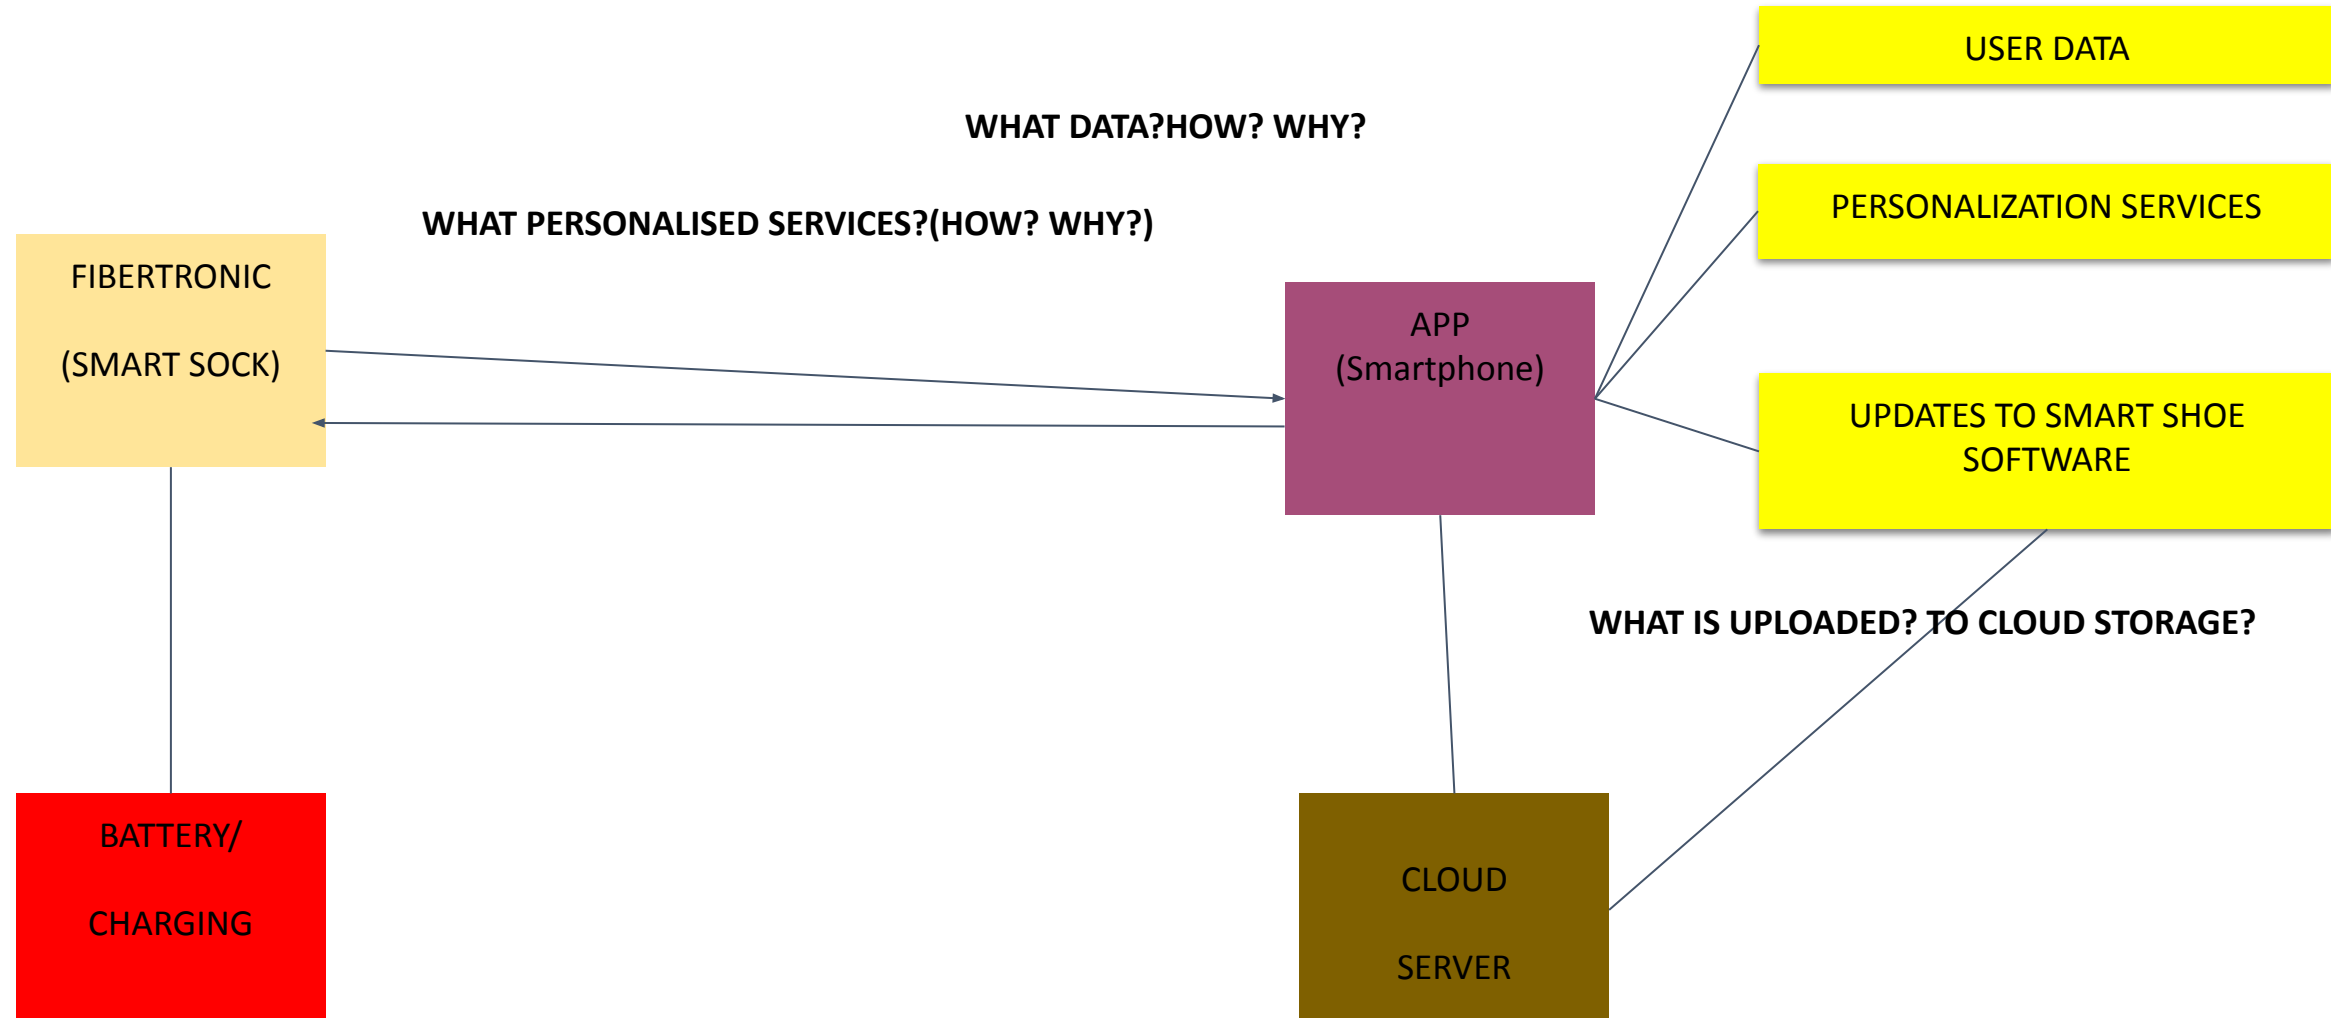 USER DATA
WHAT DATA?HOW? WHY?
PERSONALIZATION SERVICES
WHAT PERSONALISED SERVICES?(HOW? WHY?)
FIBERTRONIC
(SMART SOCK)
APP
(Smartphone)
UPDATES TO SMART SHOE
SOFTWARE
WHAT IS UPLOADED? TO CLOUD STORAGE?
BATTERY/
CHARGING
CLOUD
SERVER